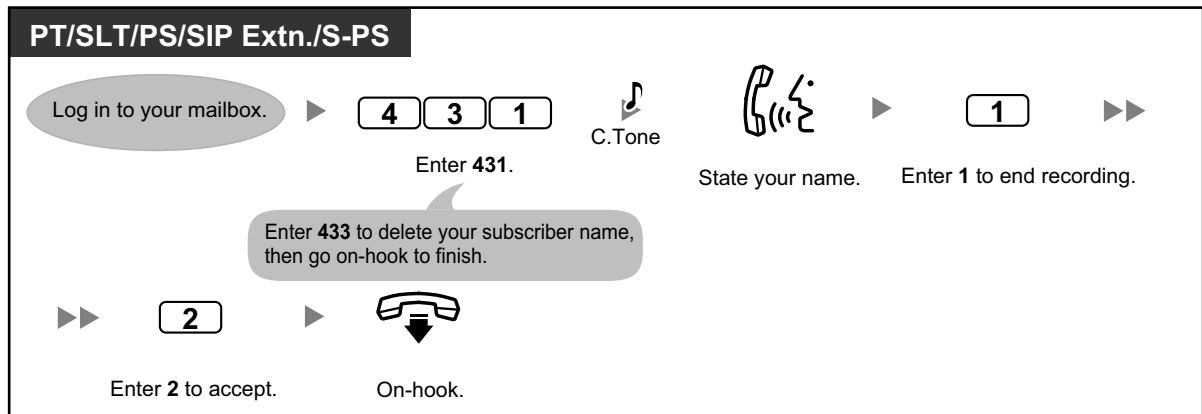 PT/SLT/PS/SIP Extn./S-PS
Log in to your mailbox.
4 3 1
C.Tone
1
Enter 431.
State your name.
Enter 1 to end recording.
Enter 433 to delete your subscriber name,
then go on-hook to finish.
2
Enter 2 to accept.
On-hook.